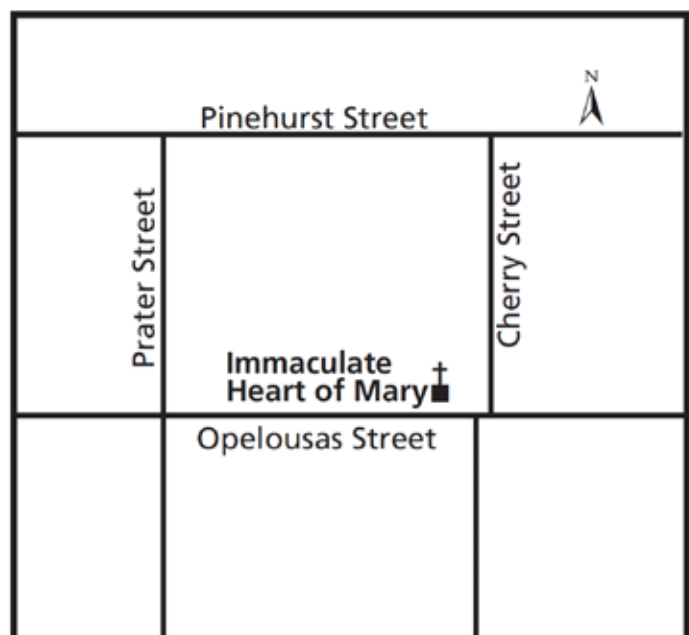 N
Pinehurst Street
Prater Street
Cherry Street
Immaculate
Heart of Mary
Opelousas Street